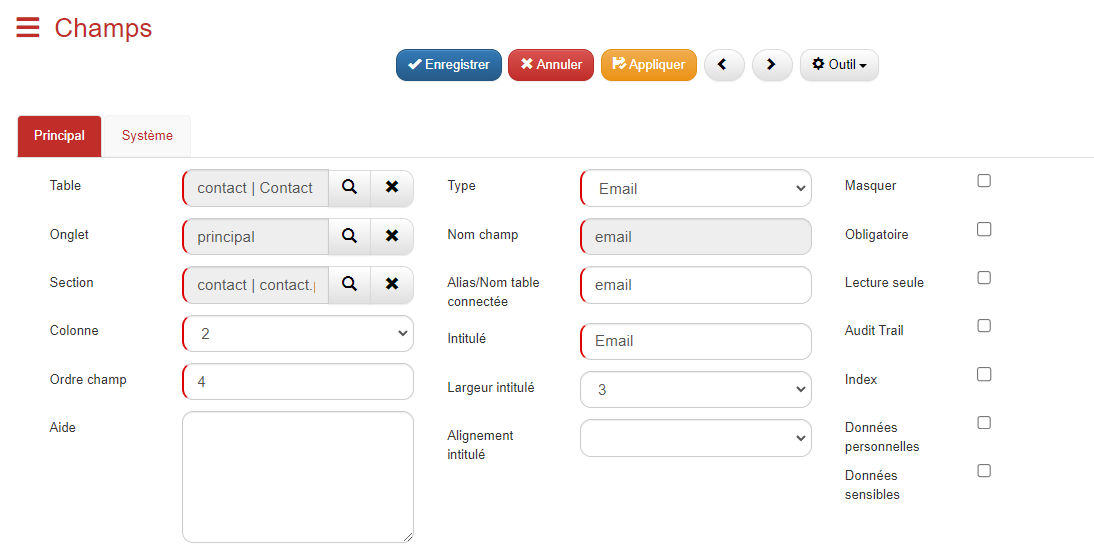 Champs
Enregistrer
Annuler
Appliquer
Outil
Principal
Système
Table
contact | Contact
Onglet
principal
Section
contact | contact.p
Colonne
2
Ordre champ
4
Aide
Type
Email
Nom champ
email
Alias/Nom table
connectée
email
Intitulé
Email
Largeur intitulé
3
Alignement
intitulé
Masquer
Obligatoire
Lecture seule
Audit Trail
Index
Données
personnelles
Données
sensibles